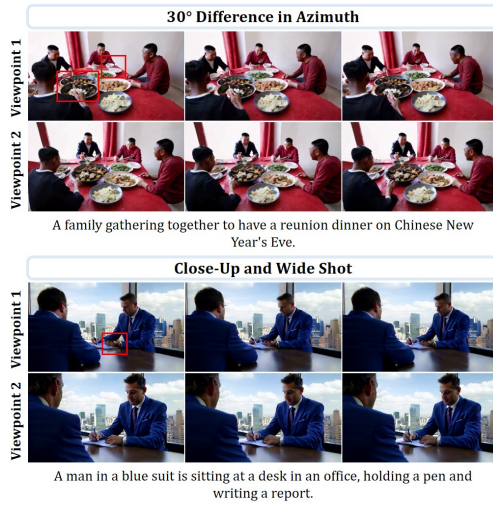 30° Difference in Azimuth
Viewpoint 1
Viewpoint 2
A family gathering together to have a reunion dinner on Chinese New
Year's Eve.
Close-Up and Wide Shot
Viewpoint 1
Viewpoint 2
A man in a blue suit is sitting at a desk in an office, holding a pen and
writing a report.